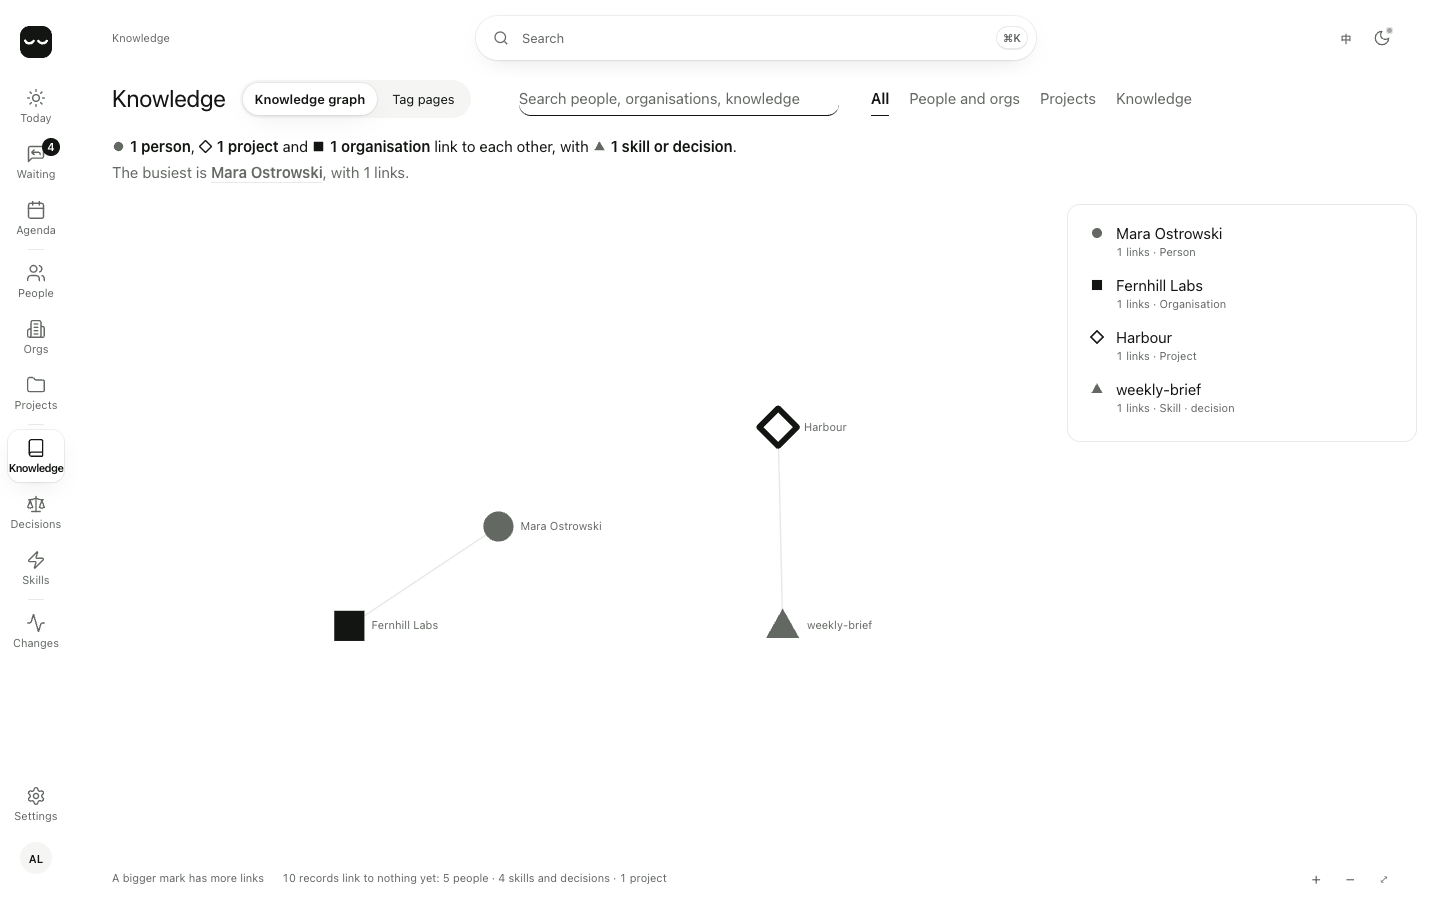 Knowledge
Search
⌘K
中
Today
4
Waiting
Agenda
People
Orgs
Projects
Knowledge
Decisions
Skills
Changes
Settings
AL
Knowledge
Knowledge graph
Tag pages
Search people, organisations, knowledge
All
People and orgs
Projects
Knowledge
1 person, 1 project and 1 organisation link to each other, with 1 skill or decision.
The busiest is Mara Ostrowski, with 1 links.
Mara Ostrowski
1 links · Person
Fernhill Labs
1 links · Organisation
Harbour
1 links · Project
weekly-brief
1 links · Skill · decision
Harbour
Mara Ostrowski
Fernhill Labs
weekly-brief
A bigger mark has more links
10 records link to nothing yet: 5 people · 4 skills and decisions · 1 project